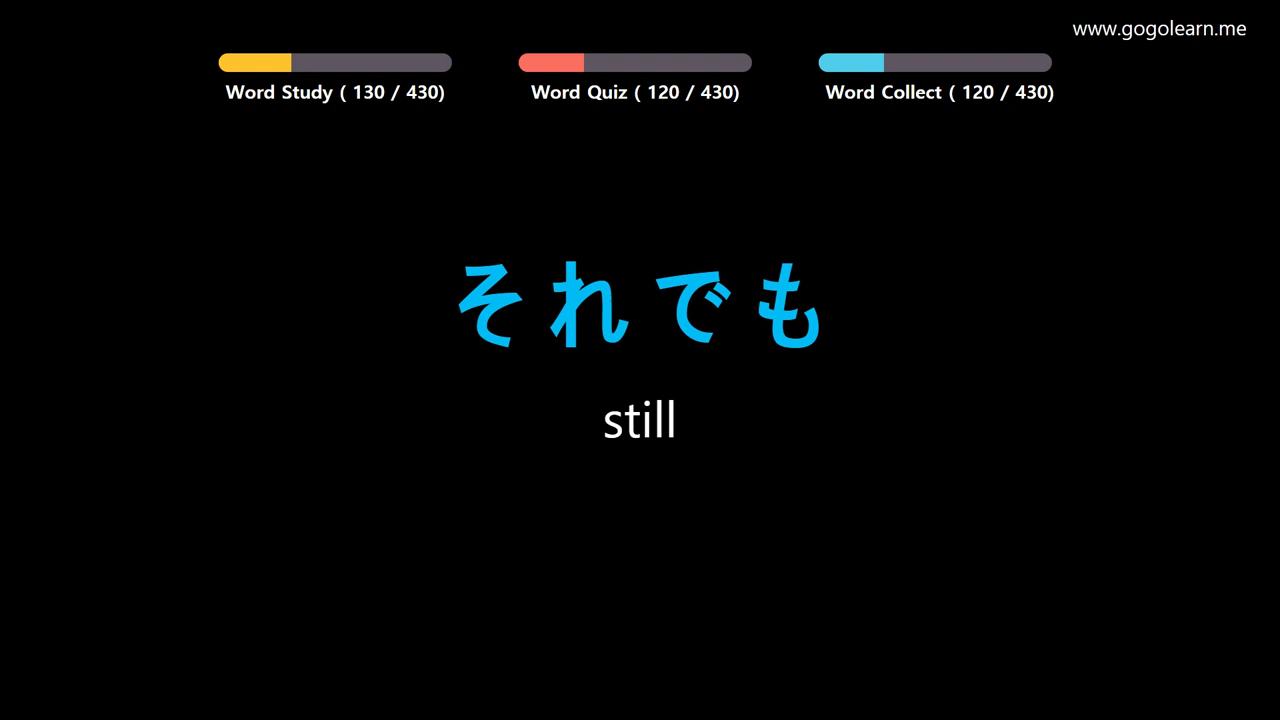 www.gogolearn.me
Word Study ( 130 / 430)
Word Quiz ( 120 / 430)
Word Collect ( 120 / 430)
それでも
still